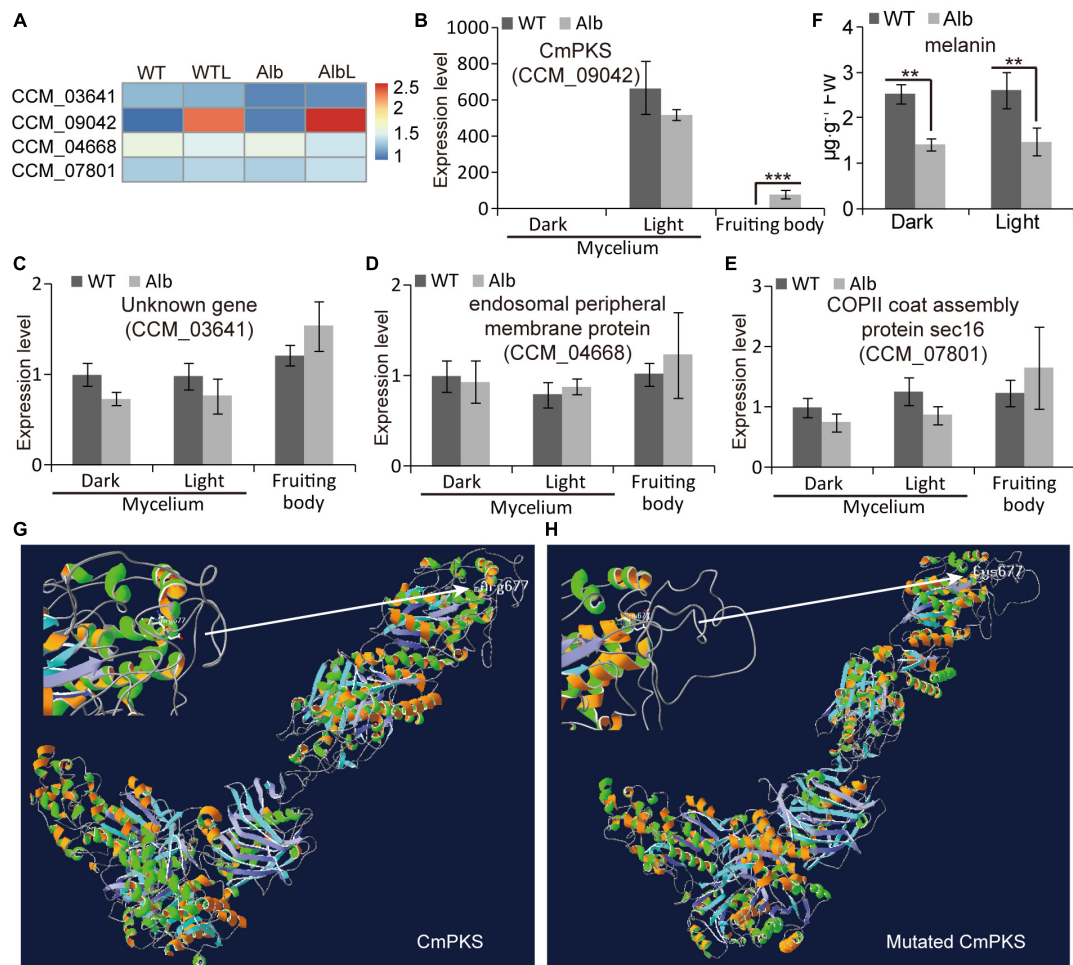 A
WT WTL Alb AlbL
CCM_03641
CCM_09042
CCM_04668
CCM_07801
2.5
2
1.5
1
B
WT Alb
CmPKS
(CCM_09042)
Expression level
1000
800
600
400
200
0
***
Dark Light Fruiting body
Mycelium
F
WT Alb
melanin
µg·g⁻¹ FW
4
3
2
1
0
** **
Dark Light
C
WT Alb
Unknown gene
(CCM_03641)
Expression level
2
1
0
Dark Light Fruiting
body
Mycelium
D
WT Alb
endosomal peripheral
membrane protein
(CCM_04668)
Expression level
2
1
0
Dark Light Fruiting
body
Mycelium
E
WT Alb
COPII coat assembly
protein sec16
(CCM_07801)
Expression level
3
2
1
0
Dark Light Fruiting
body
Mycelium
G
Arg677
CmPKS
H
Cys677
Mutated CmPKS